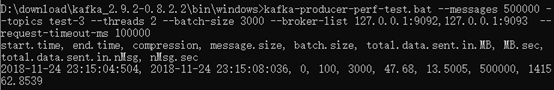 D:\download\kafka_2.9.2-0.8.2.2\bin\windows>kafka-producer-perf-test.bat --messages 500000 -
-topics test-3 --threads 2 --batch-size 3000 --broker-list 127.0.0.1:9092,127.0.0.1:9093 --
request-timeout-ms 100000
start.time, end.time, compression, message.size, batch.size, total.data.sent.in.MB, MB.sec,
total.data.sent.in.nMsg, nMsg.sec
2018-11-24 23:15:04:504, 2018-11-24 23:15:08:036, 0, 100, 3000, 47.68, 13.5005, 500000, 1415
62.8539